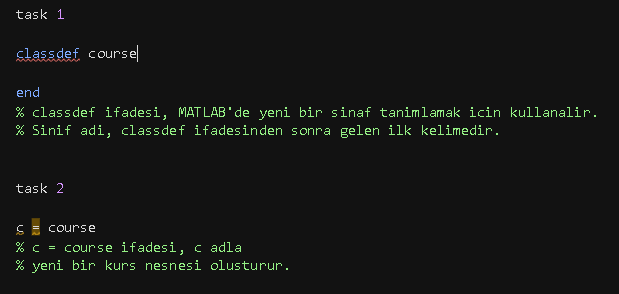 task 1
classdef course
end
% classdef ifadesi, MATLAB'de yeni bir sinaf tanimlamak icin kullanalir.
% Sinif adi, classdef ifadesinden sonra gelen ilk kelimedir.
task 2
c = course
% c = course ifadesi, c adla
% yeni bir kurs nesnesi olusturur.